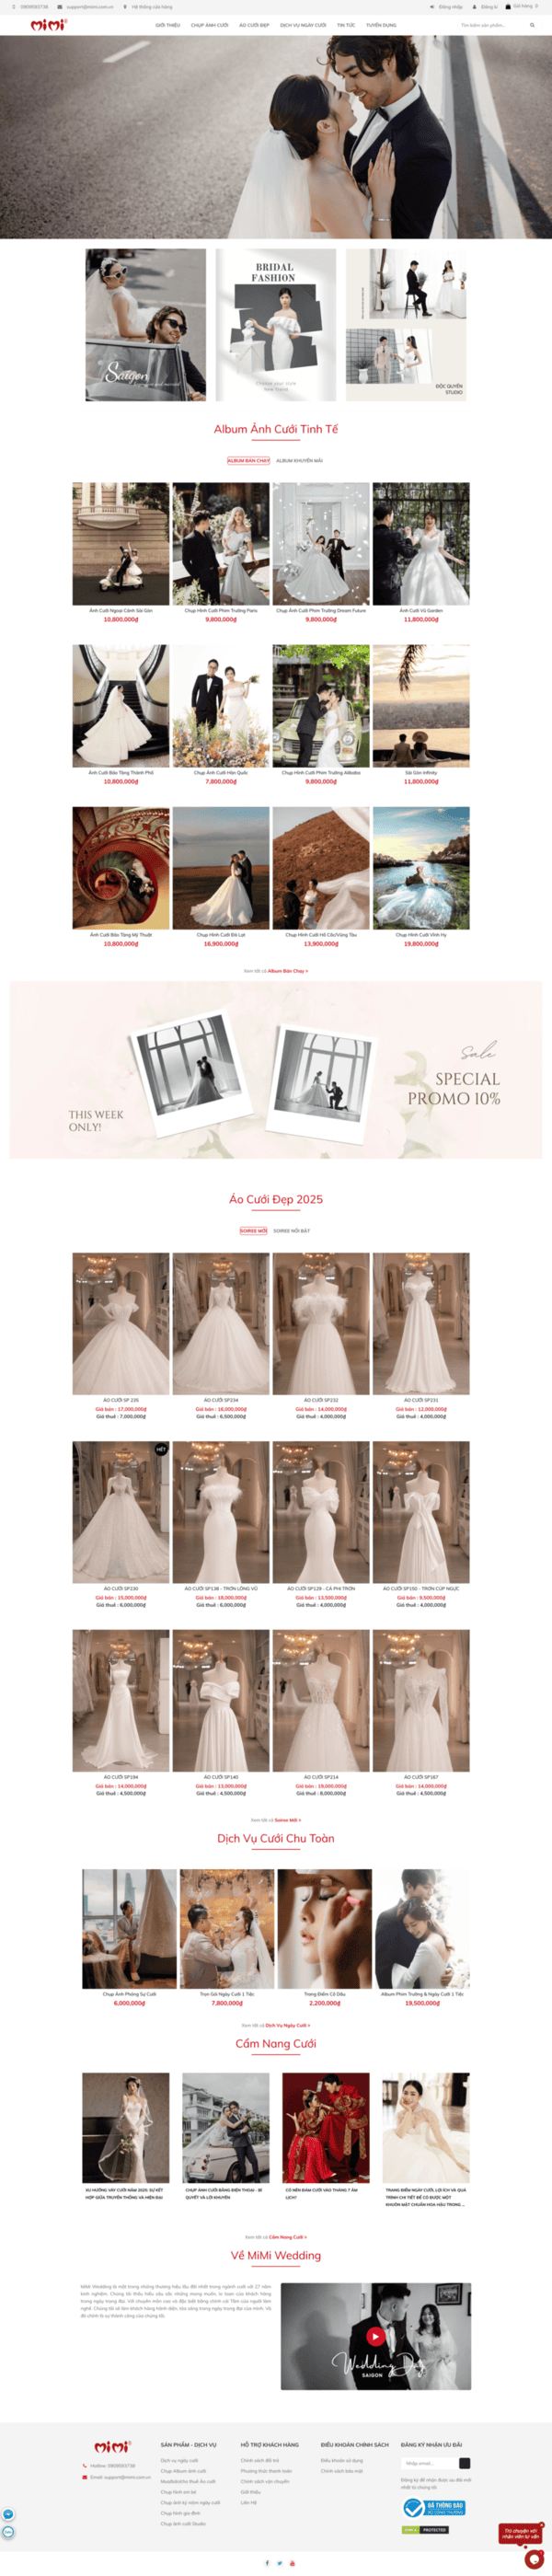 0909593738
support@mimi.com.vn
Hệ thống cửa hàng
Đăng nhập
Đăng kí
Giỏ hàng 0
mimi
GIỚI THIỆU
CHỤP ẢNH CƯỚI
ÁO CƯỚI ĐẸP
DỊCH VỤ NGÀY CƯỚI
TIN TỨC
TUYỂN DỤNG
Tìm kiếm sản phẩm...
Saigon
BRIDAL
FASHION
Choose your style
new frame
ĐỘC QUYỀN
STUDIO
Album Ảnh Cưới Tinh Tế
ALBUM BÁN CHẠY
ALBUM KHUYẾN MÃI
Ảnh Cưới Ngoại Cảnh Sài Gòn
10,800,000₫
Chụp Hình Cưới Phim Trường Paris
9,800,000₫
Chụp Ảnh Cưới Phim Trường Dream Future
9,800,000₫
Ảnh Cưới Vũ Garden
11,800,000₫
Ảnh Cưới Bảo Tàng Thành Phố
10,800,000₫
Chụp Ảnh Cưới Hàn Quốc
7,800,000₫
Chụp Hình Cưới Phim Trường Alibaba
9,800,000₫
Sài Gòn Infinity
11,800,000₫
Ảnh Cưới Bảo Tàng Mỹ Thuật
10,800,000₫
Chụp Hình Cưới Đà Lạt
16,900,000₫
Chụp Hình Cưới Hồ Cốc/Vũng Tàu
13,900,000₫
Chụp Hình Cưới Vĩnh Hy
19,800,000₫
Xem tất cả Album Bán Chạy >
THIS WEEK
ONLY!
Sale
SPECIAL
PROMO 10%
Áo Cưới Đẹp 2025
SOIREE MỚI
SOIREE NỔI BẬT
ÁO CƯỚI SP 235
Giá bán : 17,000,000₫
Giá thuê : 7,000,000₫
ÁO CƯỚI SP234
Giá bán : 16,000,000₫
Giá thuê : 6,500,000₫
ÁO CƯỚI SP232
Giá bán : 14,000,000₫
Giá thuê : 4,000,000₫
ÁO CƯỚI SP231
Giá bán : 12,000,000₫
Giá thuê : 4,000,000₫
HẾT
ÁO CƯỚI SP230
Giá bán : 15,000,000₫
Giá thuê : 6,000,000₫
ÁO CƯỚI SP138 - TRƠN LÔNG VŨ
Giá bán : 18,000,000₫
Giá thuê : 6,000,000₫
ÁO CƯỚI SP129 - CÀ PHI TRƠN
Giá bán : 13,500,000₫
Giá thuê : 4,000,000₫
ÁO CƯỚI SP150 - TRƠN CÚP NGỰC
Giá bán : 9,500,000₫
Giá thuê : 4,000,000₫
ÁO CƯỚI SP194
Giá bán : 14,000,000₫
Giá thuê : 4,500,000₫
ÁO CƯỚI SP140
Giá bán : 13,000,000₫
Giá thuê : 4,500,000₫
ÁO CƯỚI SP214
Giá bán : 19,000,000₫
Giá thuê : 8,000,000₫
ÁO CƯỚI SP167
Giá bán : 14,000,000₫
Giá thuê : 4,500,000₫
Xem tất cả Soiree Mới >
Dịch Vụ Cưới Chu Toàn
Chụp Ảnh Phóng Sự Cưới
6,000,000₫
Trọn Gói Ngày Cưới 1 Tiệc
7,800,000₫
Trang Điểm Cô Dâu
2,200,000₫
Album Phim Trường & Ngày Cưới 1 Tiệc
19,500,000₫
Xem tất cả Dịch Vụ Ngày Cưới >
Cẩm Nang Cưới
XU HƯỚNG VÁY CƯỚI NĂM 2025: SỰ KẾT
HỢP GIỮA TRUYỀN THỐNG VÀ HIỆN ĐẠI
CHỤP ẢNH CƯỚI BẰNG ĐIỆN THOẠI - BÍ
QUYẾT VÀ LỜI KHUYÊN
CÓ NÊN ĐÁM CƯỚI VÀO THÁNG 7 ÂM
LỊCH?
TRANG ĐIỂM NGÀY CƯỚI, LỢI ÍCH VÀ QUÁ
TRÌNH CHI TIẾT ĐỂ CÓ ĐƯỢC MỘT
KHUÔN MẶT CHUẨN HOA HẬU TRONG ...
Xem tất cả Cẩm Nang Cưới >
Về MiMi Wedding
Wedding Day
SAIGON
mimi
Hotline: 0909593738
Email: support@mimi.com.vn
SẢN PHẨM - DỊCH VỤ
Dịch vụ ngày cưới
Chụp Album ảnh cưới
May/bán/cho thuê Áo cưới
Chụp hình em bé
Chụp ảnh kỷ niệm ngày cưới
Chụp hình gia đình
Chụp ảnh cưới Studio
HỖ TRỢ KHÁCH HÀNG
Chính sách đổi trả
Phương thức thanh toán
Chính sách vận chuyển
Giới thiệu
Liên Hệ
ĐIỀU KHOẢN CHÍNH SÁCH
Điều khoản sử dụng
Chính sách bảo mật
ĐĂNG KÝ NHẬN ƯU ĐÃI
Nhập email...
Đăng ký để nhận được ưu đãi mới
nhất từ chúng tôi
ĐÃ THÔNG BÁO
BỘ CÔNG THƯƠNG
DMCA PROTECTED
Trò chuyện với
nhân viên tư vấn